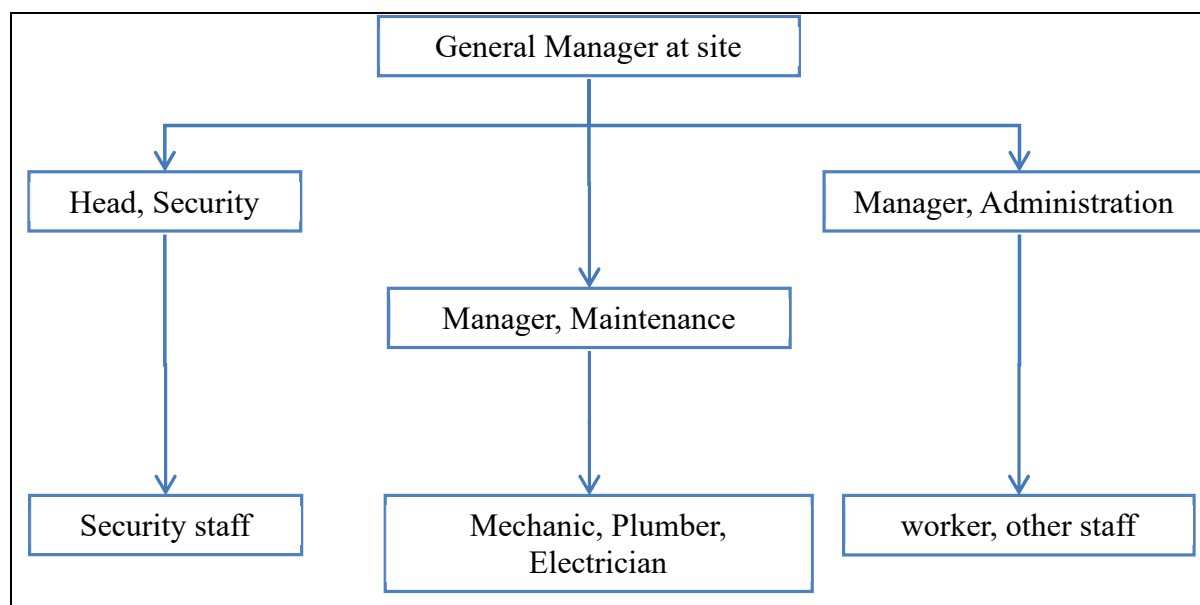 General Manager at site
Head, Security
Manager, Administration
Manager, Maintenance
Security staff
Mechanic, Plumber,
Electrician
worker, other staff